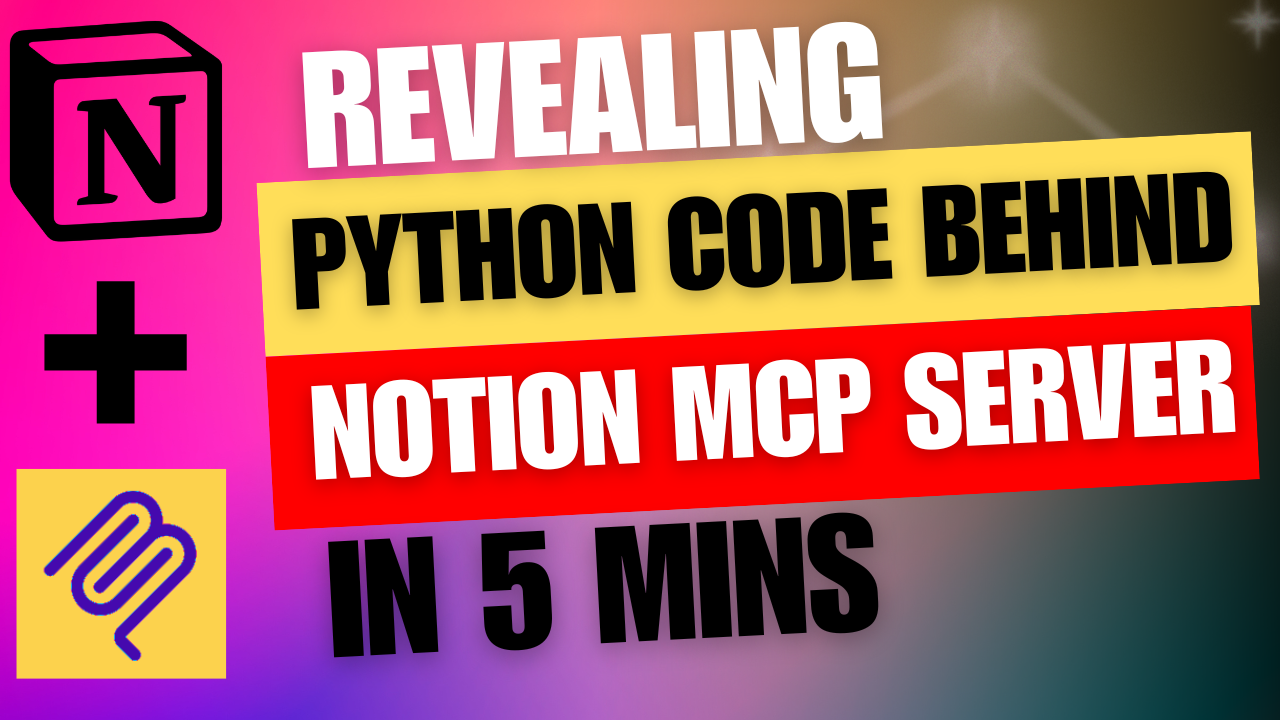 N
REVEALING
PYTHON CODE BEHIND
NOTION MCP SERVER
IN 5 MINS